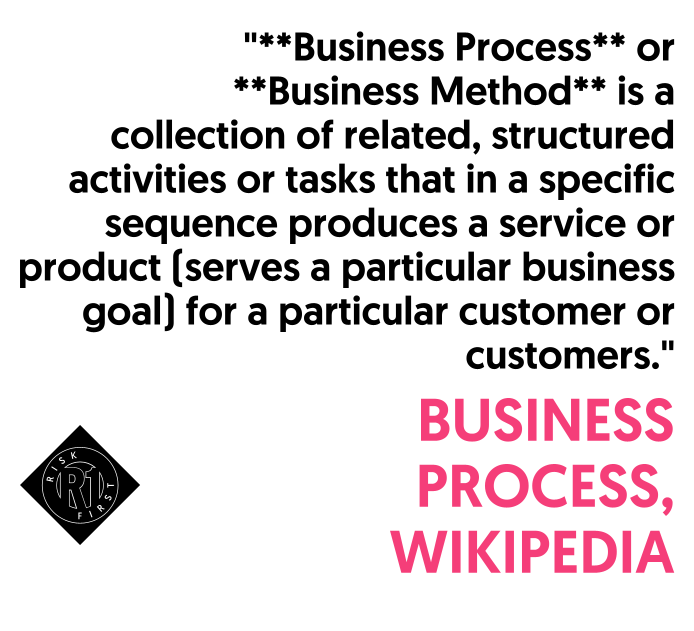 "**Business Process** or
**Business Method** is a
collection of related, structured
activities or tasks that in a specific
sequence produces a service or
product (serves a particular business
goal) for a particular customer or
customers."
BUSINESS
PROCESS,
WIKIPEDIA
RISK
R1
FIRST